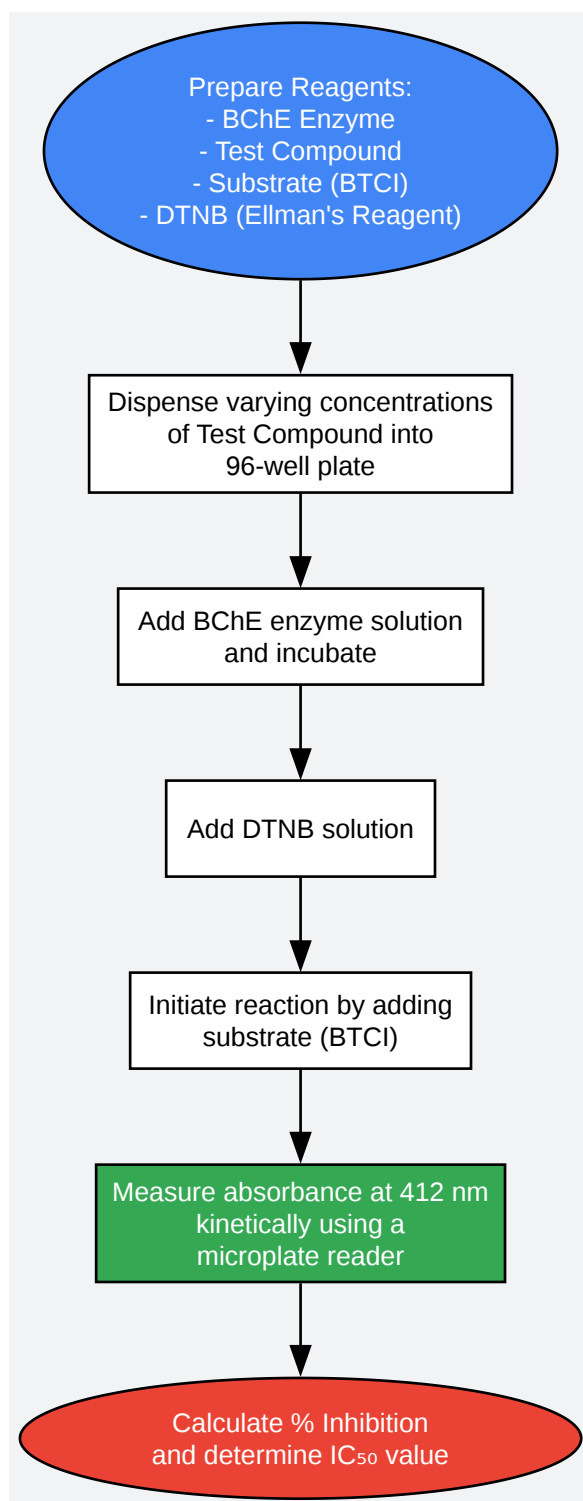 Prepare Reagents:
- BChE Enzyme
- Test Compound
- Substrate (BTCI)
- DTNB (Ellman's Reagent)
Dispense varying concentrations
of Test Compound into
96-well plate
Add BChE enzyme solution
and incubate
Add DTNB solution
Initiate reaction by adding
substrate (BTCI)
Measure absorbance at 412 nm
kinetically using a
microplate reader
Calculate % Inhibition
and determine IC₅₀ value